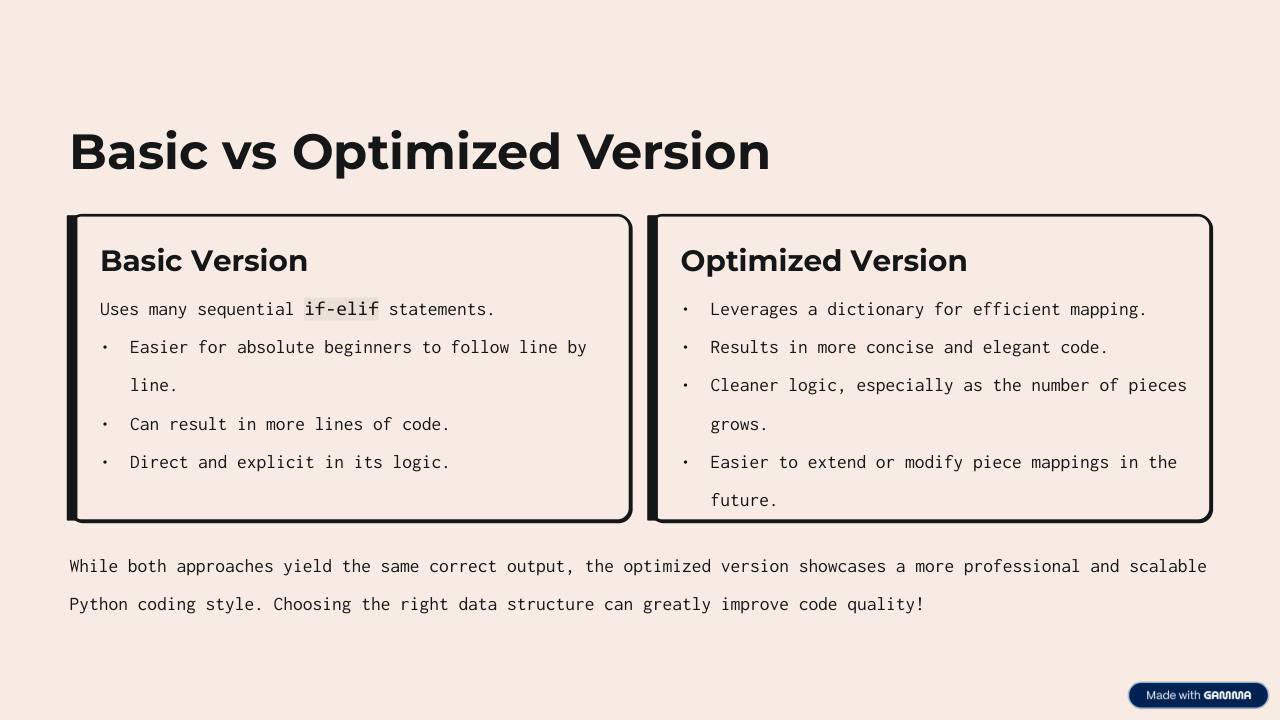 Basic vs Optimized Version
Basic Version
Uses many sequential if-elif statements.
• Easier for absolute beginners to follow line by
line.
• Can result in more lines of code.
• Direct and explicit in its logic.
Optimized Version
• Leverages a dictionary for efficient mapping.
• Results in more concise and elegant code.
• Cleaner logic, especially as the number of pieces
grows.
• Easier to extend or modify piece mappings in the
future.
While both approaches yield the same correct output, the optimized version showcases a more professional and scalable
Python coding style. Choosing the right data structure can greatly improve code quality!
Made with GAMMA